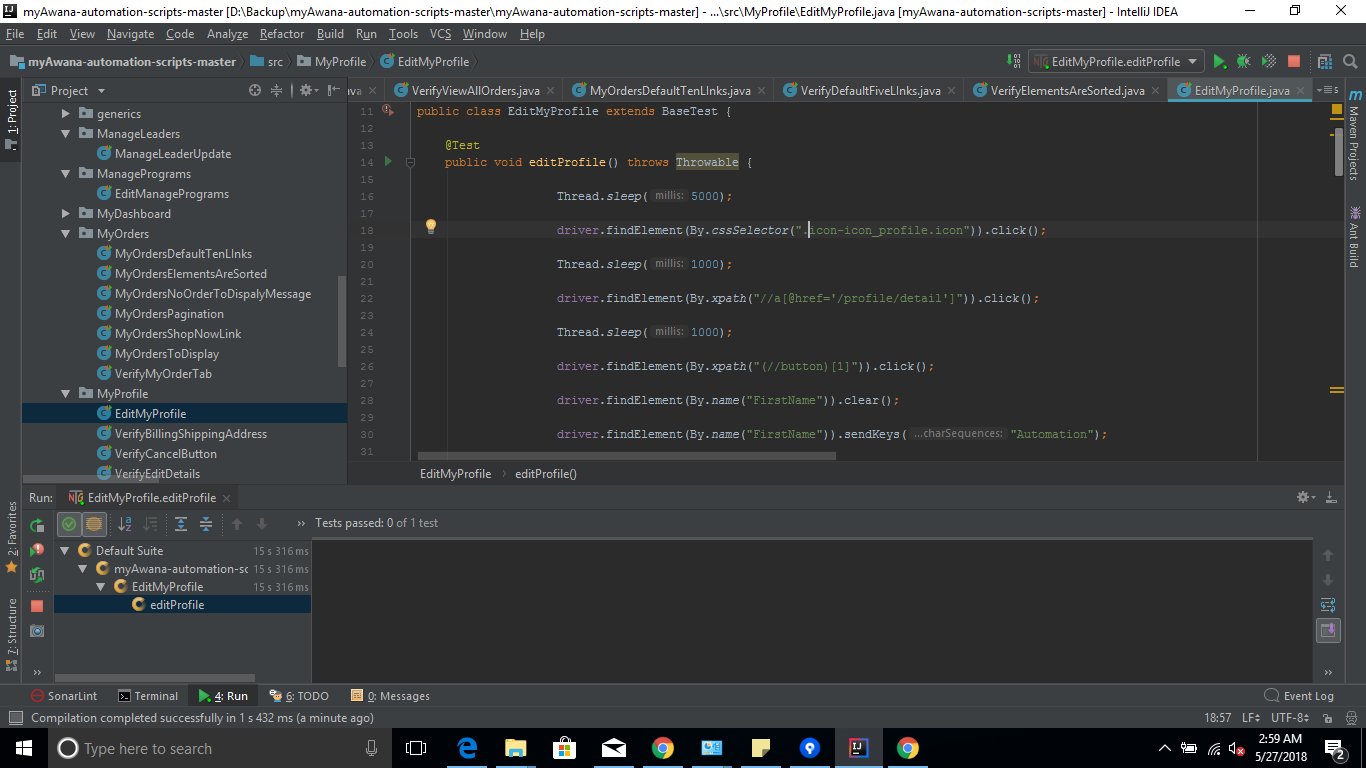 myAwana-automation-scripts-master [D:\Backup\myAwana-automation-scripts-master] - ...\src\MyProfile\EditMyProfile.java [myAwana-automation-scripts-master] - IntelliJ IDEA
File Edit View Navigate Code Analyze Refactor Build Run Tools VCS Window Help
myAwana-automation-scripts-master src MyProfile EditMyProfile EditMyProfile.editProfile
1: Project
Project
ava VerifyViewAllOrders.java MyOrdersDefaultTenLInks.java VerifyDefaultFiveLInks.java VerifyElementsAreSorted.java EditMyProfile.java
generics
ManageLeaders
ManageLeaderUpdate
ManagePrograms
EditManagePrograms
MyDashboard
MyOrders
MyOrdersDefaultTenLInks
MyOrdersElementsAreSorted
MyOrdersNoOrderToDispalyMessage
MyOrdersPagination
MyOrdersShopNowLink
MyOrdersToDisplay
VerifyMyOrderTab
MyProfile
EditMyProfile
VerifyBillingShippingAddress
VerifyCancelButton
VerifyEditDetails
11 public class EditMyProfile extends BaseTest {
12
13 @Test
14 public void editProfile() throws Throwable {
15
16 Thread.sleep( millis: 5000);
17
18 driver.findElement(By.cssSelector(".icon-icon_profile.icon")).click();
19
20 Thread.sleep( millis: 1000);
21
22 driver.findElement(By.xpath("//a[@href='/profile/detail']")).click();
23
24 Thread.sleep( millis: 1000);
25
26 driver.findElement(By.xpath("(//button)[1]")).click();
27
28 driver.findElement(By.name("FirstName")).clear();
29
30 driver.findElement(By.name("FirstName")).sendKeys( ...charSequences: "Automation");
31
EditMyProfile editProfile()
Maven Projects
Ant Build
2: Favorites
7: Structure
Run: EditMyProfile.editProfile
Tests passed: 0 of 1 test
Default Suite 15 s 316 ms
myAwana-automation-sc 15 s 316 ms
EditMyProfile 15 s 316 ms
editProfile
SonarLint Terminal 4: Run 6: TODO 0: Messages Event Log
Compilation completed successfully in 1 s 432 ms (a minute ago) 18:57 LF UTF-8
Type here to search
2:59 AM
5/27/2018
2